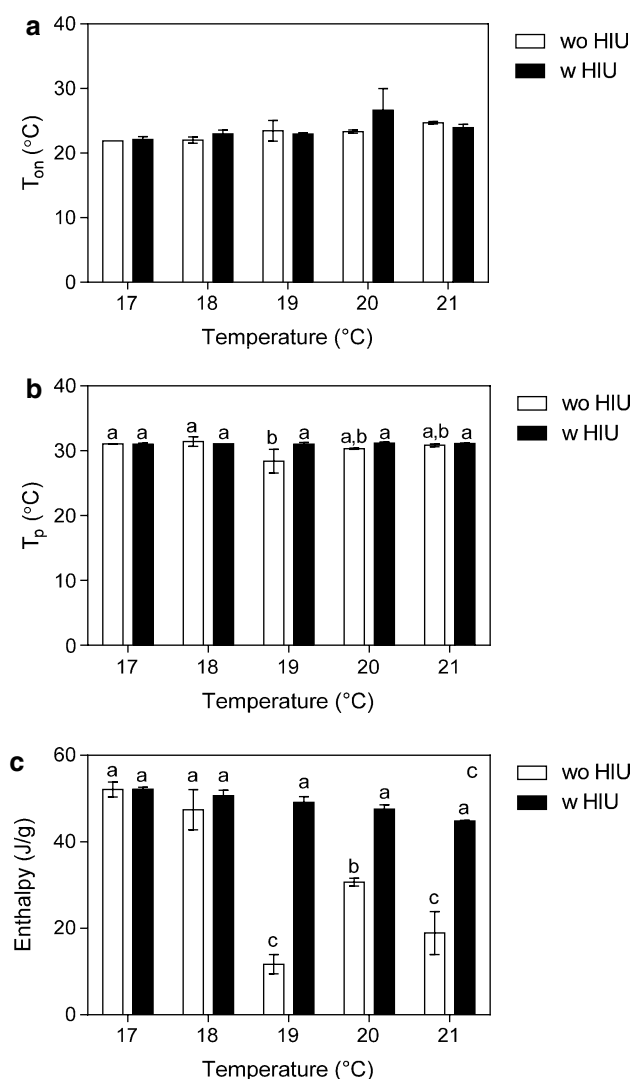 a
40
30
20
10
0
T_on (°C)
17 18 19 20 21
Temperature (°C)
wo HIU
w HIU
b
40
30
20
10
0
T_p (°C)
a a a a b a a,b a a,b a
17 18 19 20 21
Temperature (°C)
wo HIU
w HIU
c
60
40
20
0
Enthalpy (J/g)
a a a a c a b a c a
c
17 18 19 20 21
Temperature (°C)
wo HIU
w HIU